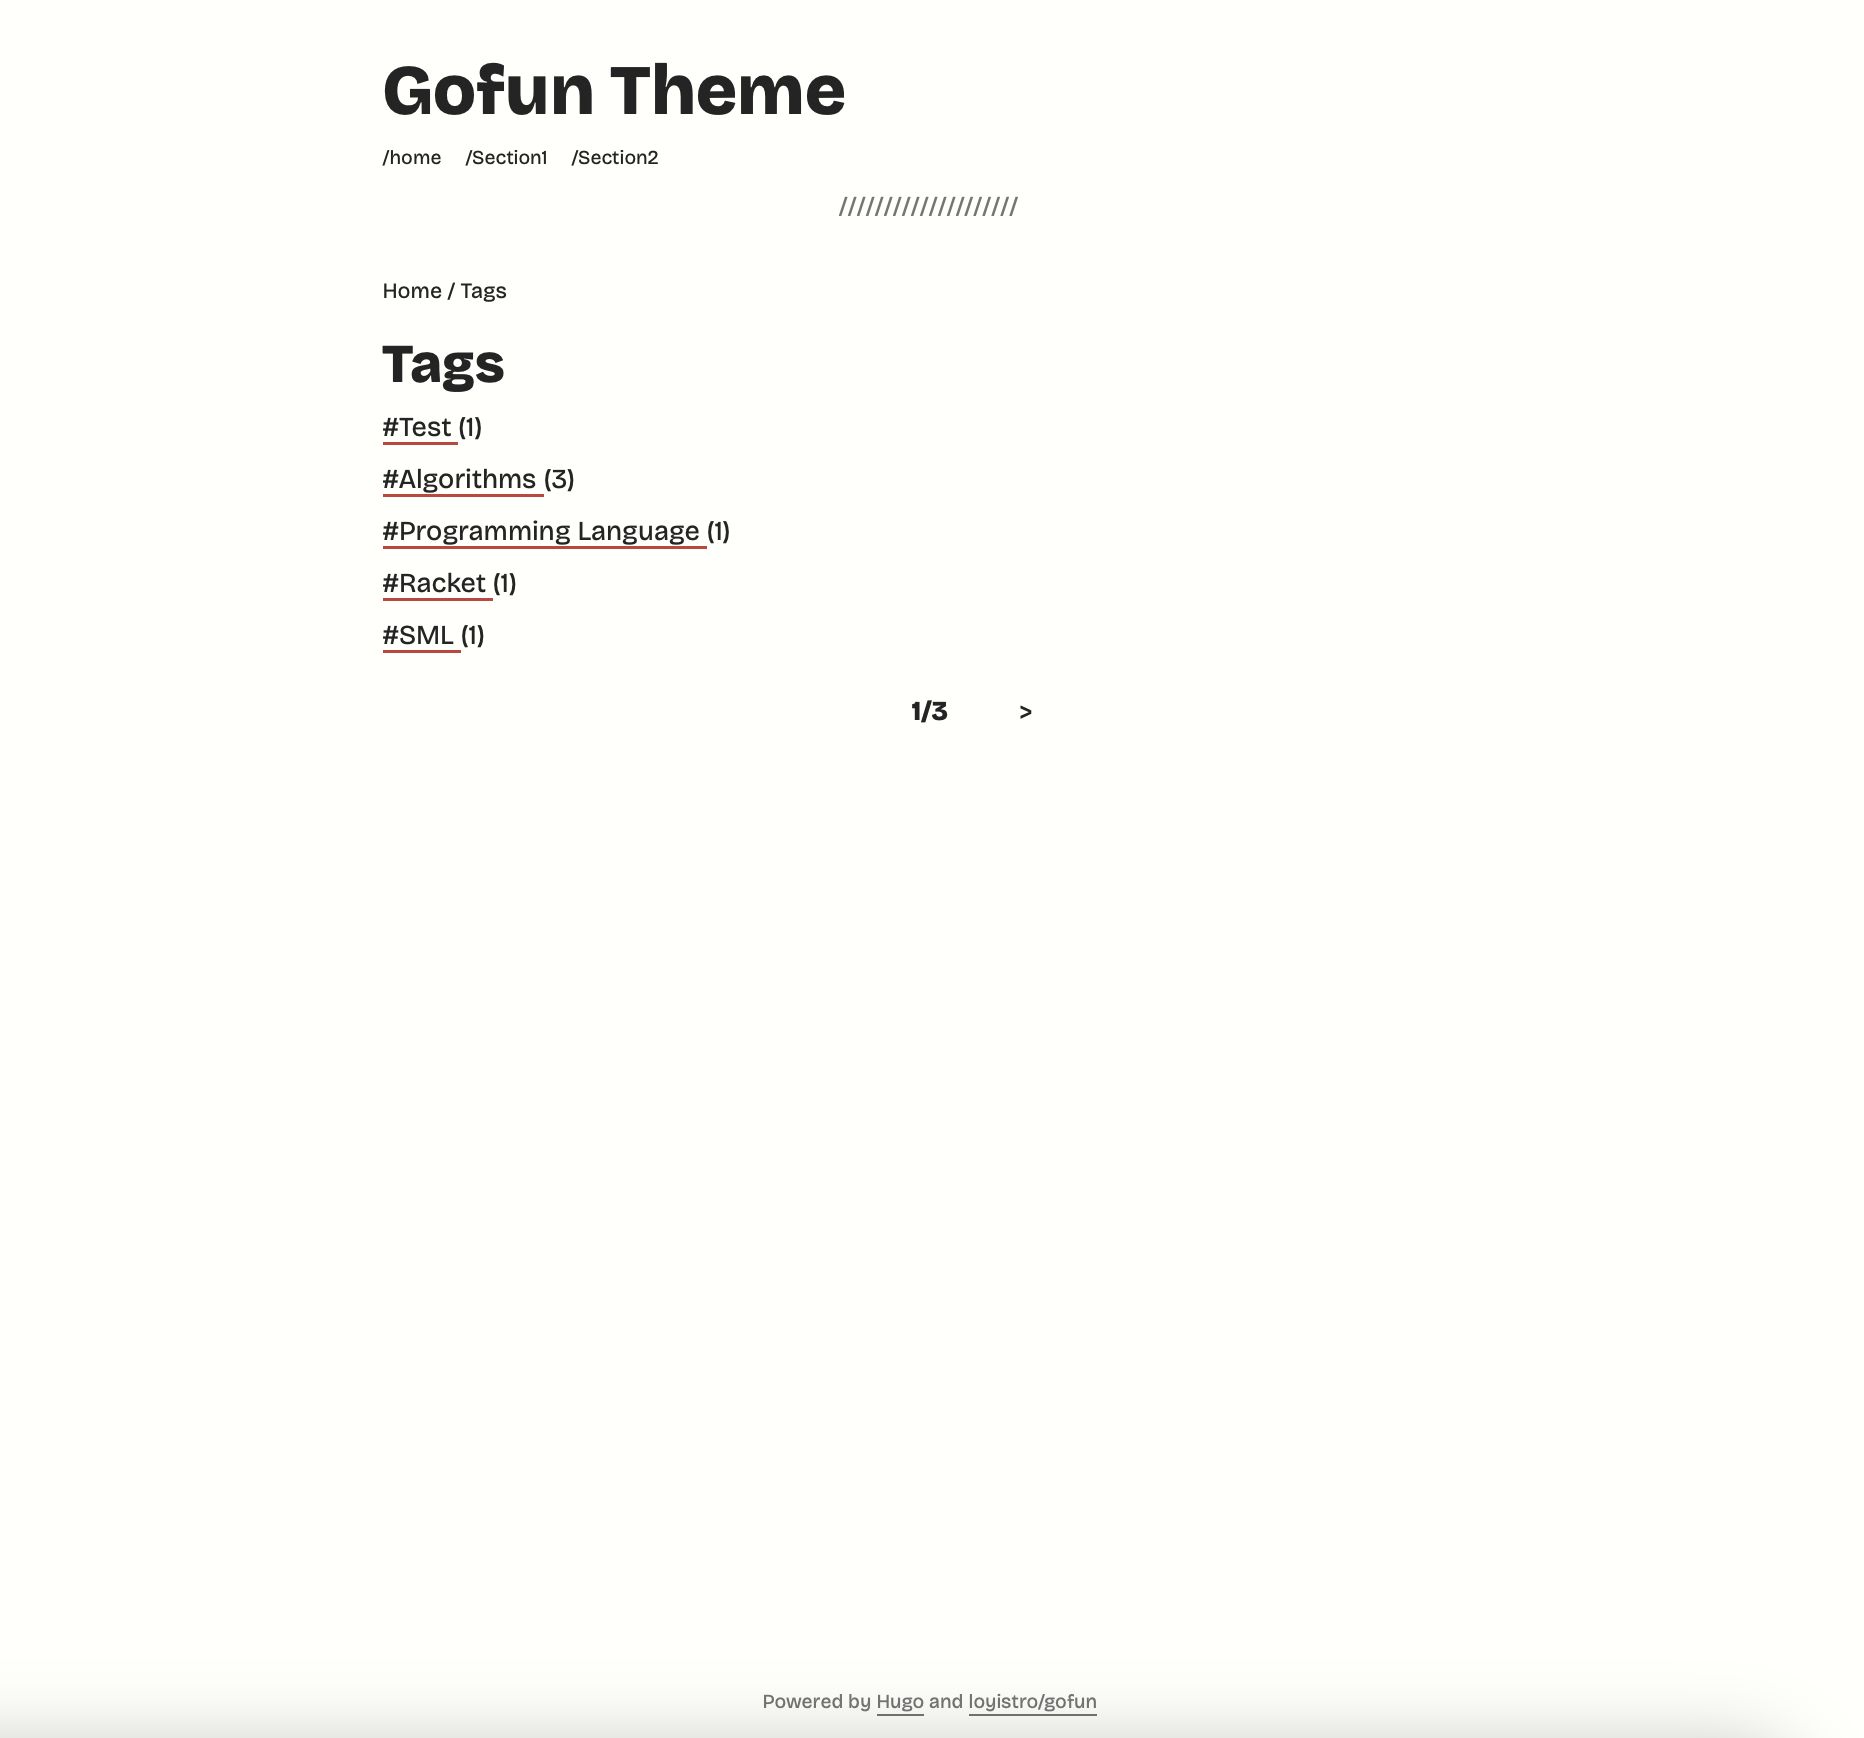 Gofun Theme
/home /Section1 /Section2
////////////////////
Home / Tags
Tags
#Test (1)
#Algorithms (3)
#Programming Language (1)
#Racket (1)
#SML (1)
1/3 >
Powered by Hugo and loyistro/gofun